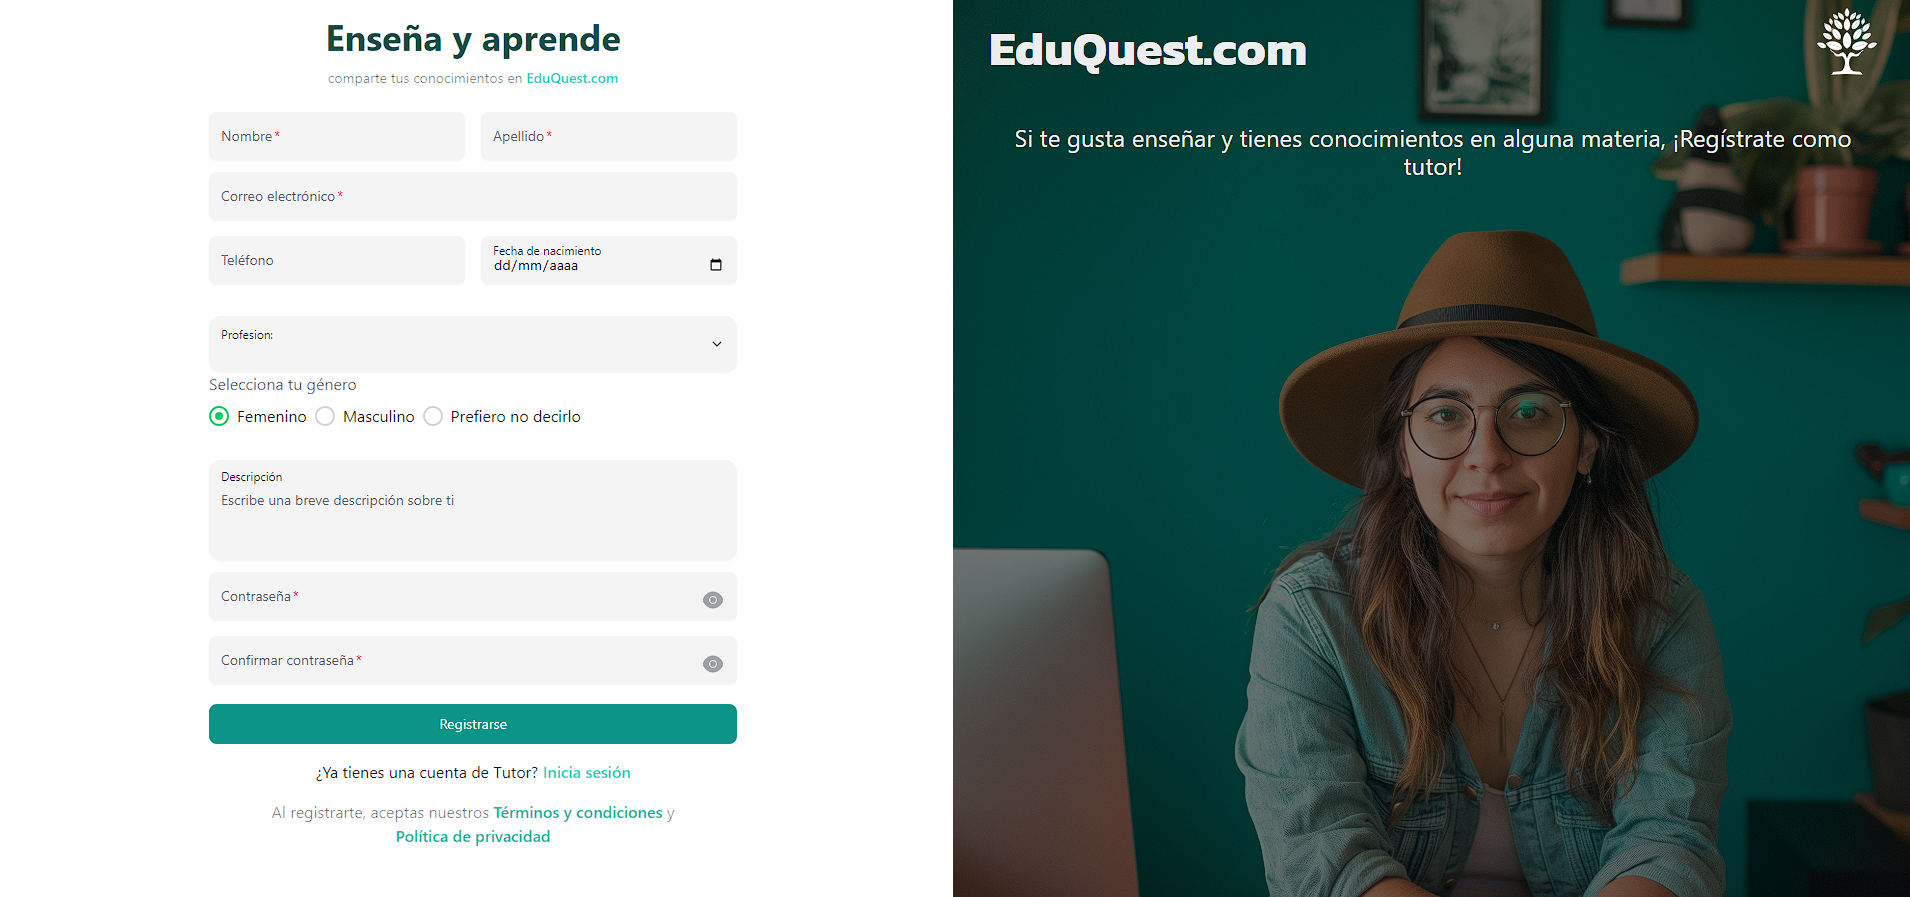 Enseña y aprende
comparte tus conocimientos en EduQuest.com
Nombre*
Apellido*
Correo electrónico*
Teléfono
Fecha de nacimiento
dd/mm/aaaa
Profesion:
Selecciona tu género
Femenino
Masculino
Prefiero no decirlo
Descripción
Escribe una breve descripción sobre ti
Contraseña*
Confirmar contraseña*
Registrarse
¿Ya tienes una cuenta de Tutor? Inicia sesión
Al registrarte, aceptas nuestros Términos y condiciones y
Política de privacidad
EduQuest.com
Si te gusta enseñar y tienes conocimientos en alguna materia, ¡Regístrate como
tutor!